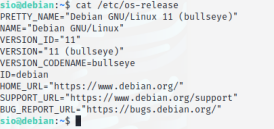 sio@debian:~$ cat /etc/os-release
PRETTY_NAME="Debian GNU/Linux 11 (bullseye)"
NAME="Debian GNU/Linux"
VERSION_ID="11"
VERSION="11 (bullseye)"
VERSION_CODENAME=bullseye
ID=debian
HOME_URL="https://www.debian.org/"
SUPPORT_URL="https://www.debian.org/support"
BUG_REPORT_URL="https://bugs.debian.org/"
sio@debian:~$